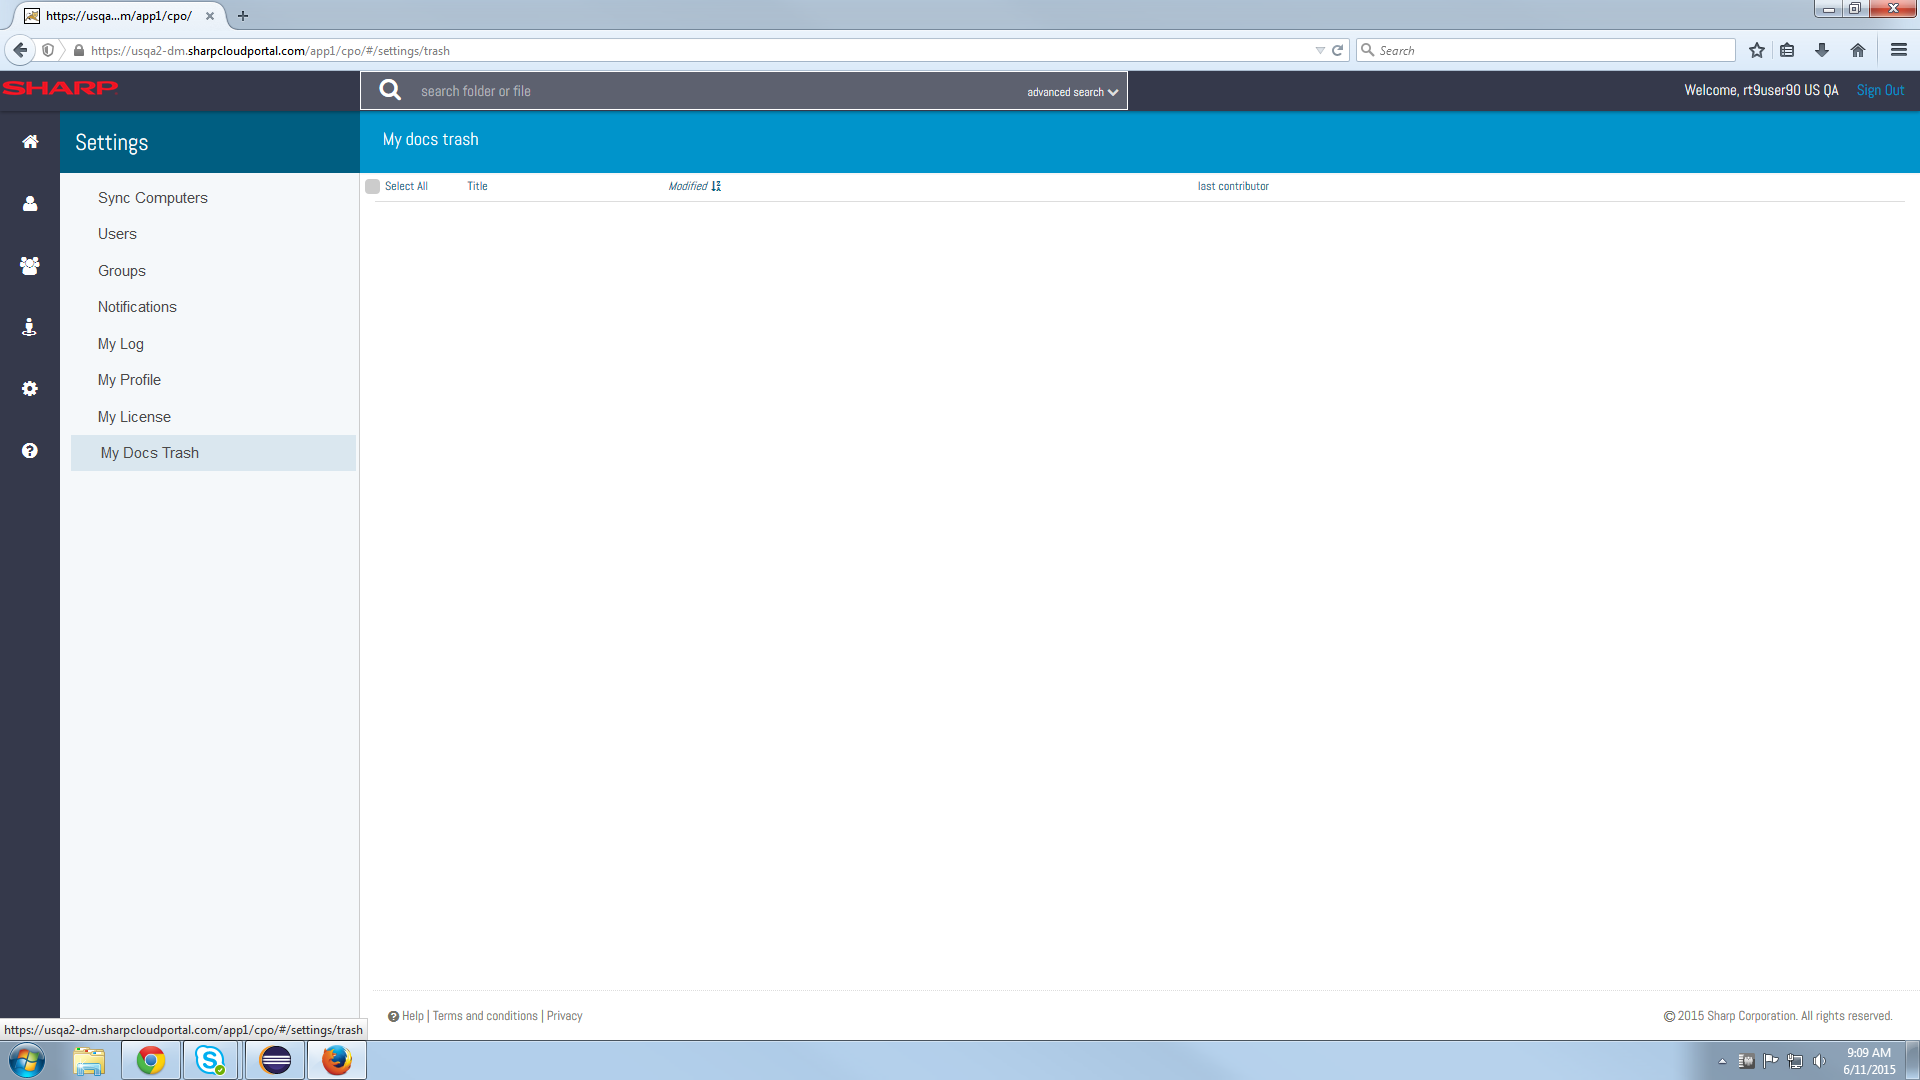 https://usqa...m/app1/cpo/
https://usqa2-dm.sharpcloudportal.com/app1/cpo/#/settings/trash
Search
SHARP
search folder or file
advanced search
Welcome, rt9user90 US QA
Sign Out
Settings
My docs trash
Sync Computers
Users
Groups
Notifications
My Log
My Profile
My License
My Docs Trash
Select All
Title
Modified
last contributor
Help | Terms and conditions | Privacy
© 2015 Sharp Corporation. All rights reserved.
https://usqa2-dm.sharpcloudportal.com/app1/cpo/#/settings/trash
9:09 AM
6/11/2015